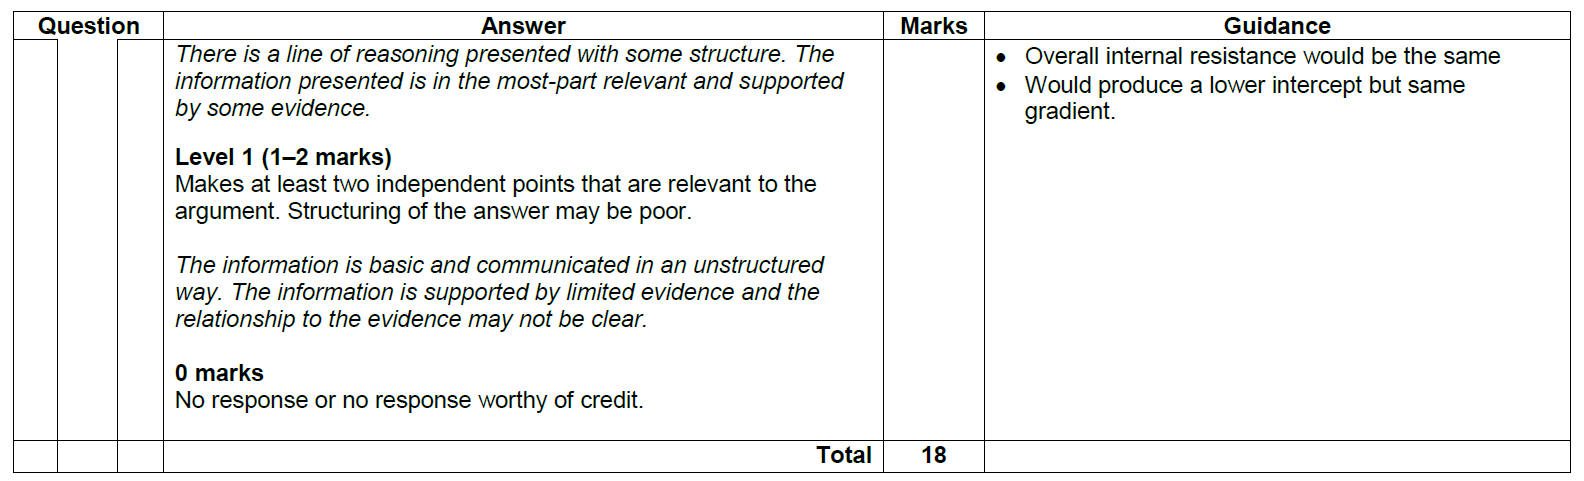 Question Answer Marks Guidance
There is a line of reasoning presented with some structure. The
information presented is in the most-part relevant and supported
by some evidence.
Level 1 (1–2 marks)
Makes at least two independent points that are relevant to the
argument. Structuring of the answer may be poor.
The information is basic and communicated in an unstructured
way. The information is supported by limited evidence and the
relationship to the evidence may not be clear.
0 marks
No response or no response worthy of credit.
• Overall internal resistance would be the same
• Would produce a lower intercept but same
gradient.
Total 18